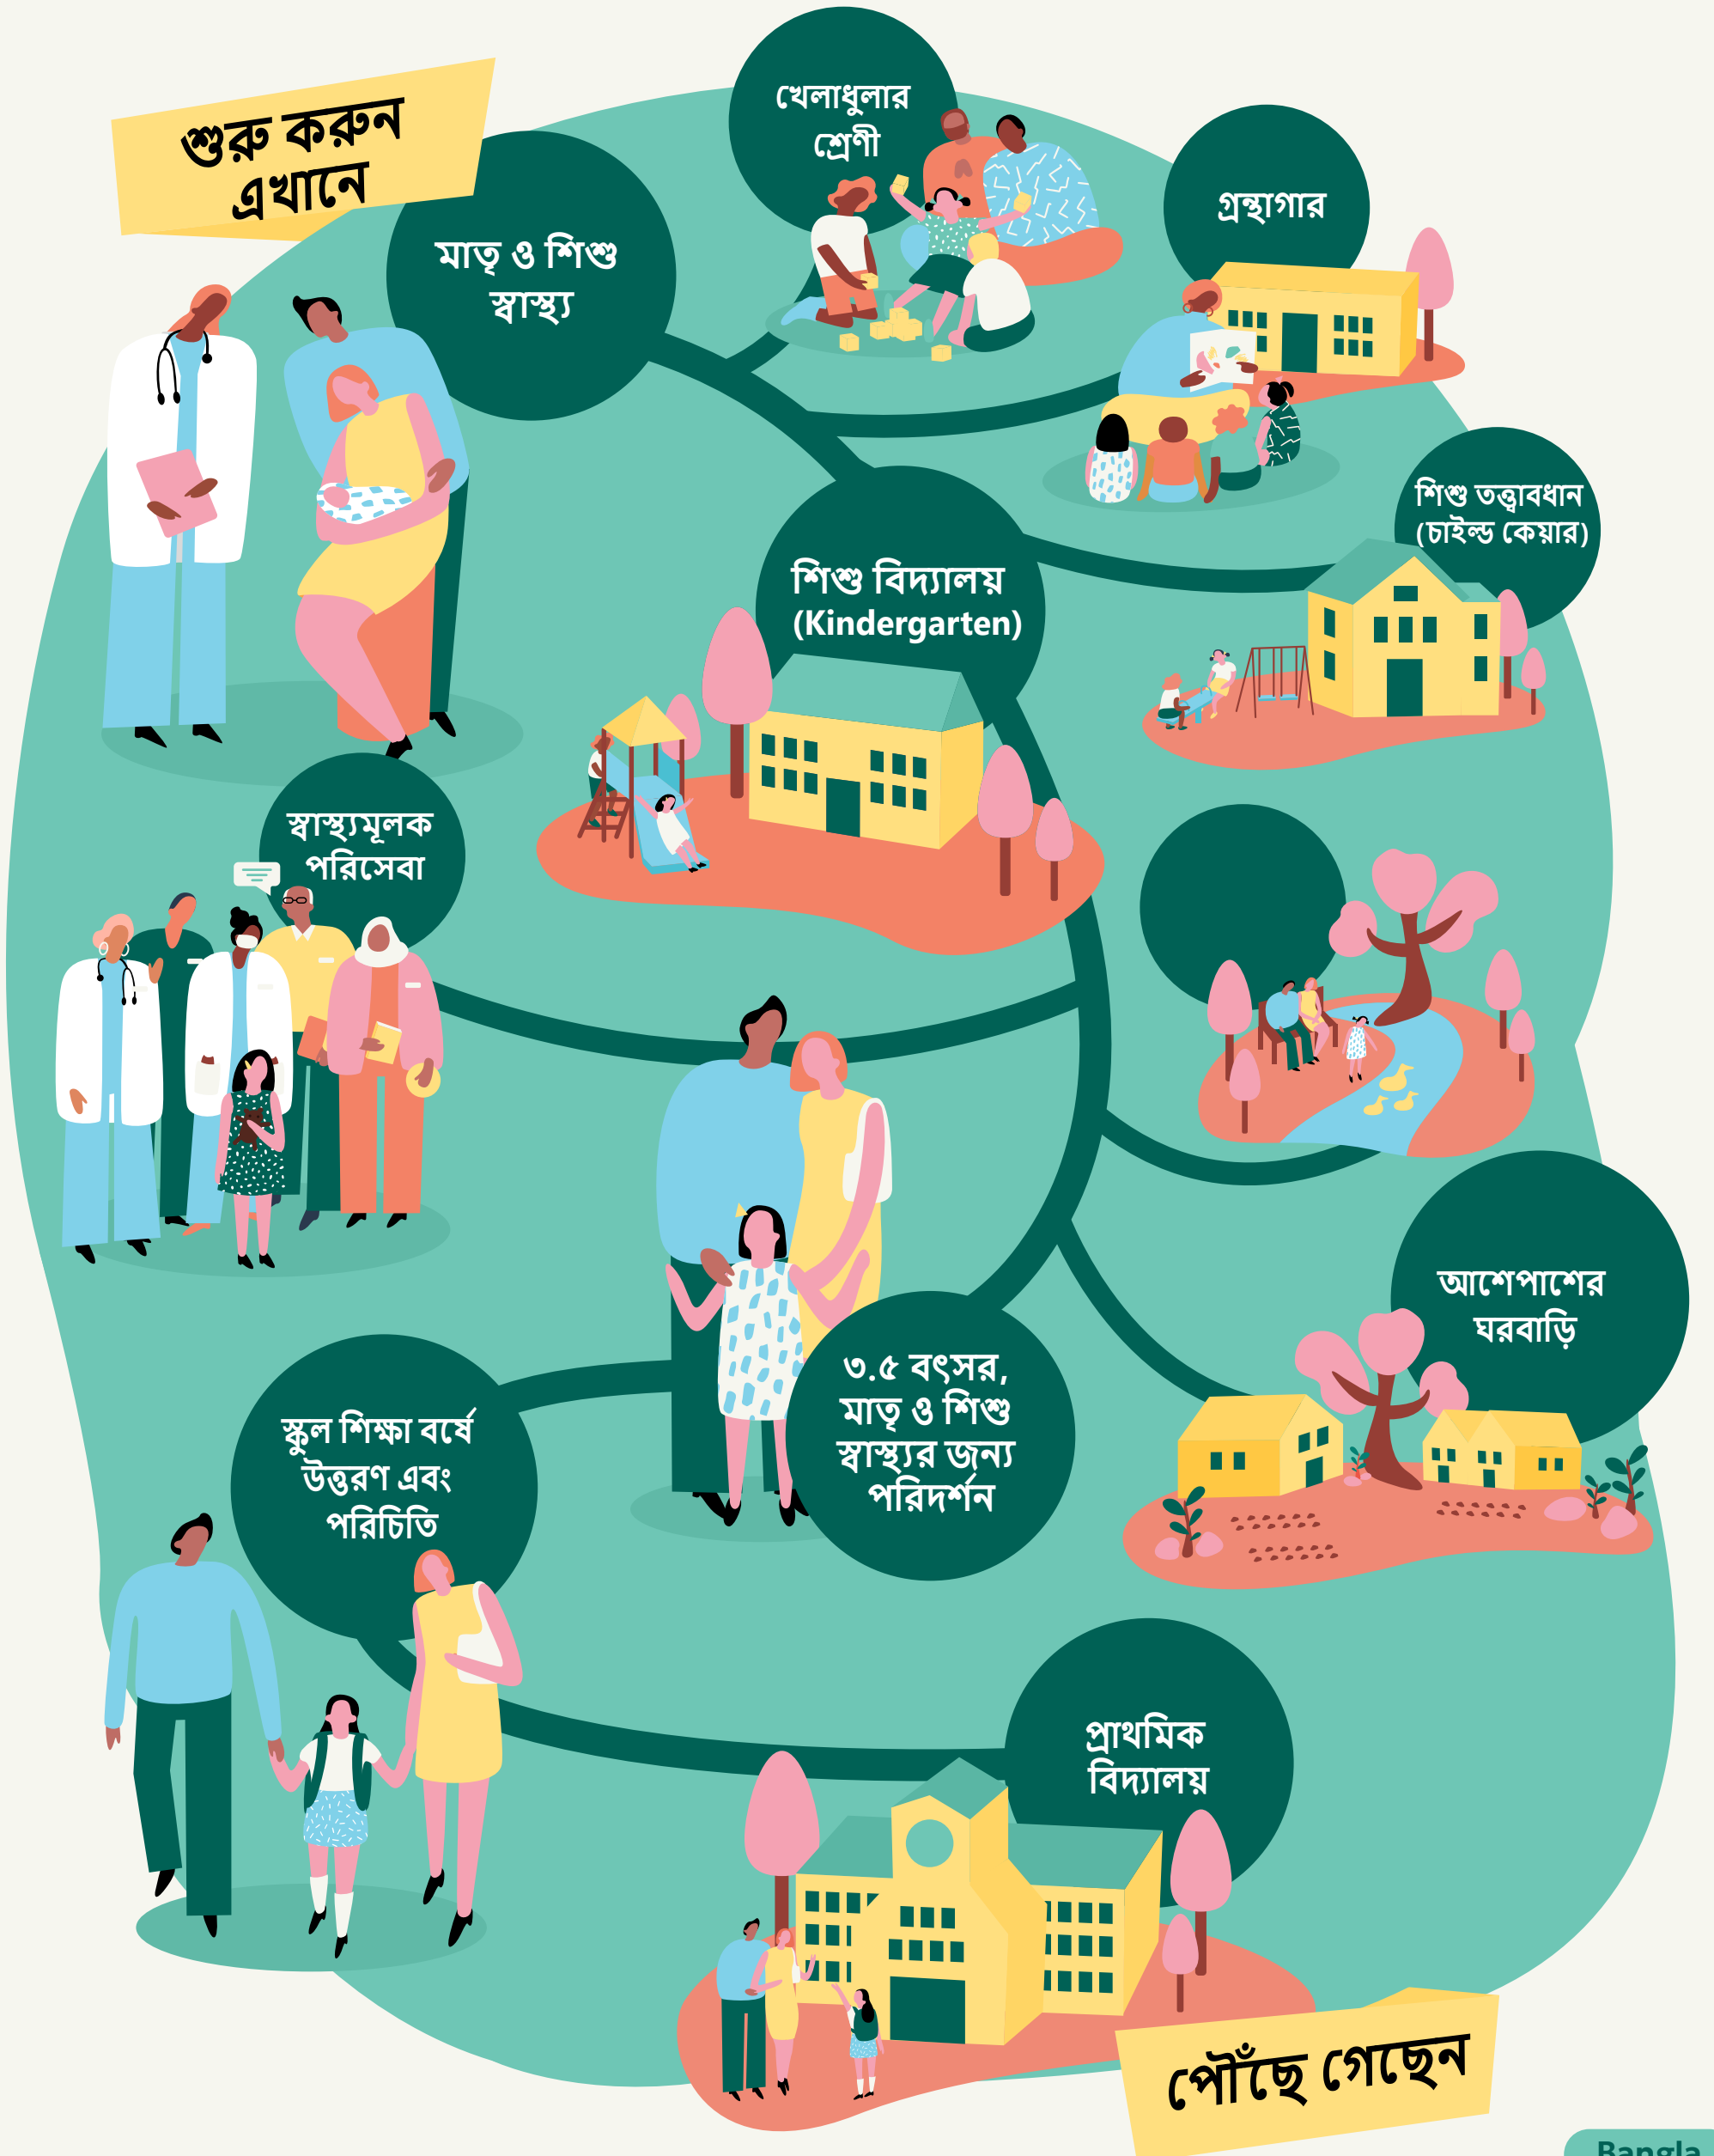 শুরু করুন
এখানে
মাতৃ ও শিশু
স্বাস্থ্য
খেলাধুলার
শ্রেণী
গ্রন্থাগার
শিশু তত্ত্বাবধান
(চাইল্ড কেয়ার)
শিশু বিদ্যালয়
(Kindergarten)
স্বাস্থ্যমূলক
পরিসেবা
আশেপাশের
ঘরবাড়ি
৩.৫ বৎসর,
মাতৃ ও শিশু
স্বাস্থ্যর জন্য
পরিদর্শন
স্কুল শিক্ষা বর্ষে
উত্তরণ এবং
পরিচিতি
প্রাথমিক
বিদ্যালয়
পৌঁছে গেছেন
Bangla